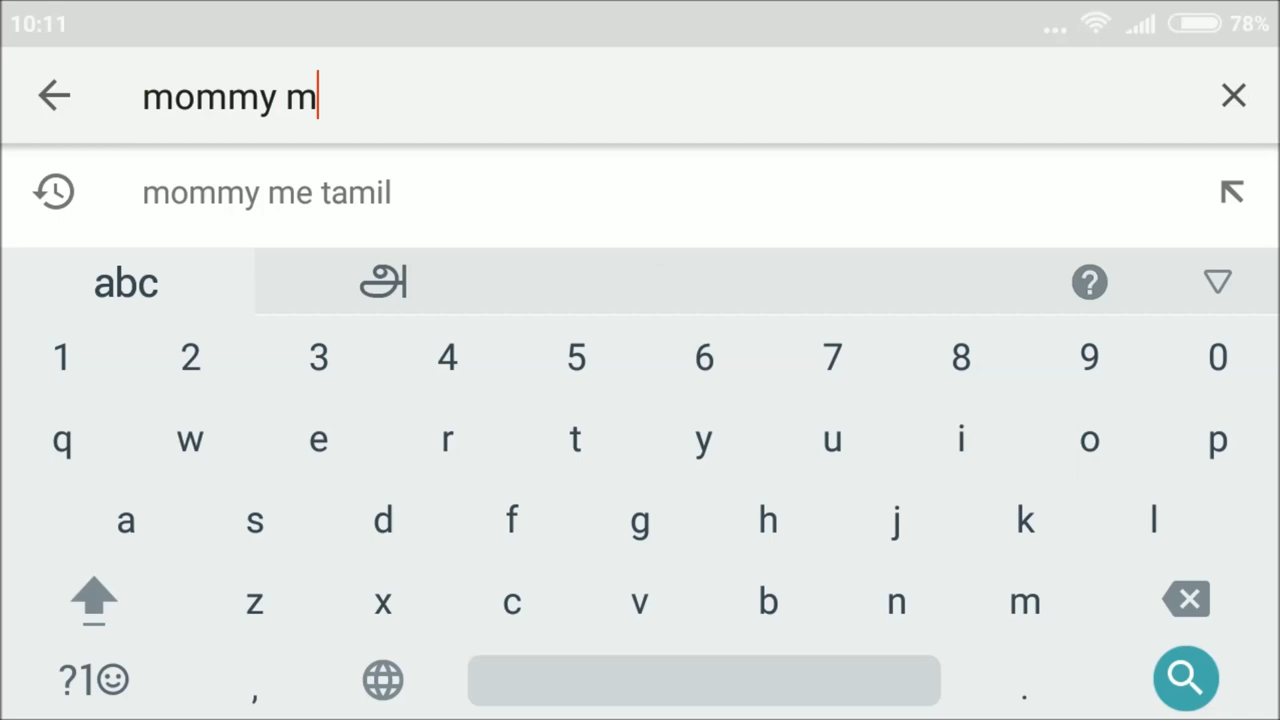 10:11
... 78%
mommy m
mommy me tamil
abc அ ?
1 2 3 4 5 6 7 8 9 0
q w e r t y u i o p
a s d f g h j k l
z x c v b n m
?1☺ , .